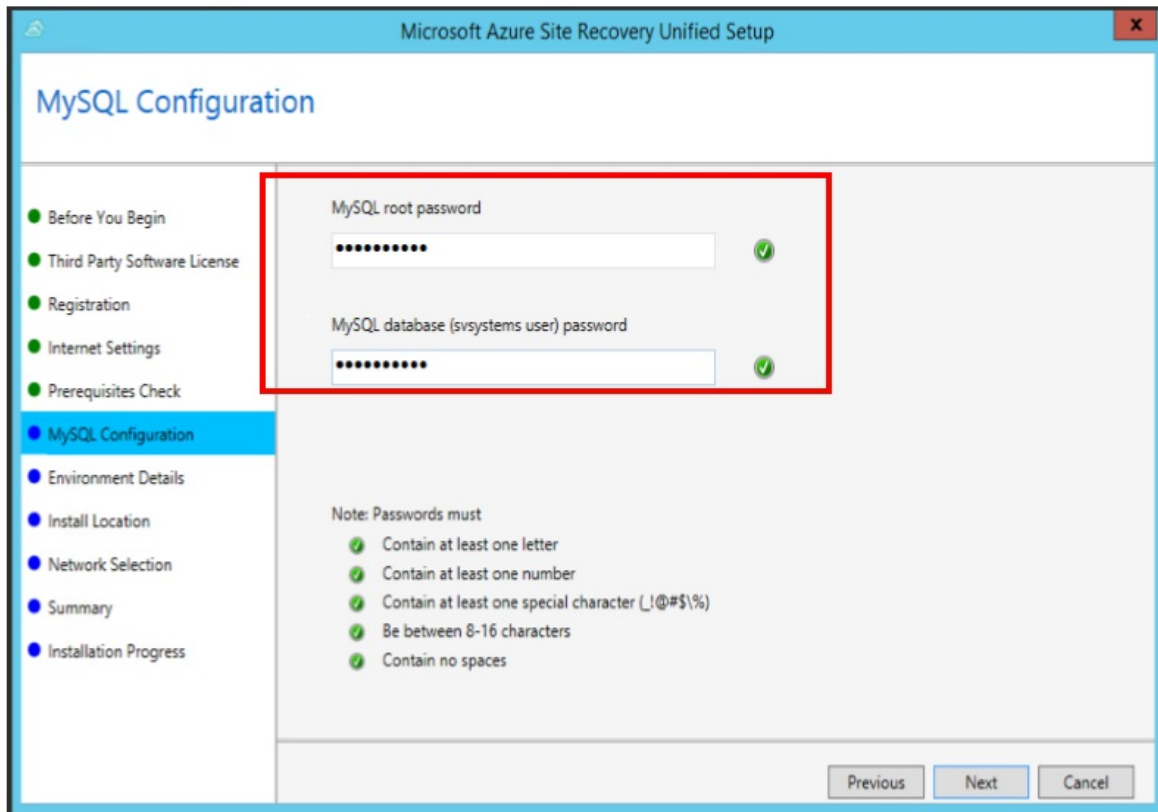 Microsoft Azure Site Recovery Unified Setup
x
MySQL Configuration
Before You Begin
Third Party Software License
Registration
Internet Settings
Prerequisites Check
MySQL Configuration
Environment Details
Install Location
Network Selection
Summary
Installation Progress
MySQL root password
••••••••••
MySQL database (svsystems user) password
••••••••••
Note: Passwords must
Contain at least one letter
Contain at least one number
Contain at least one special character (_!@#$\%)
Be between 8-16 characters
Contain no spaces
Previous
Next
Cancel